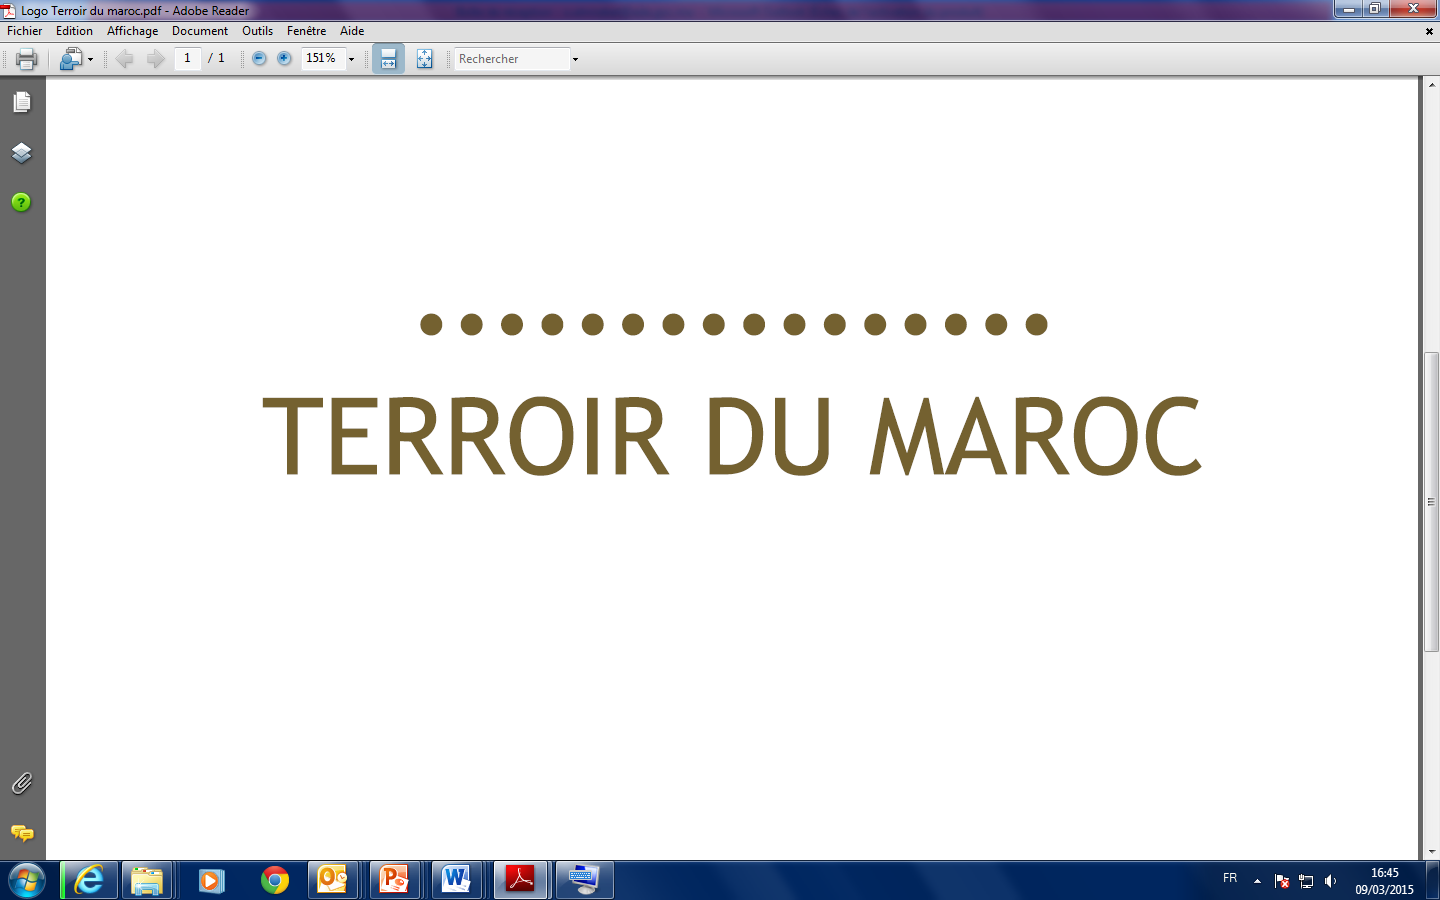 Logo Terroir du maroc.pdf - Adobe Reader
Fichier Edition Affichage Document Outils Fenêtre Aide
1 / 1 151% Rechercher
TERROIR DU MAROC
FR
16:45
09/03/2015